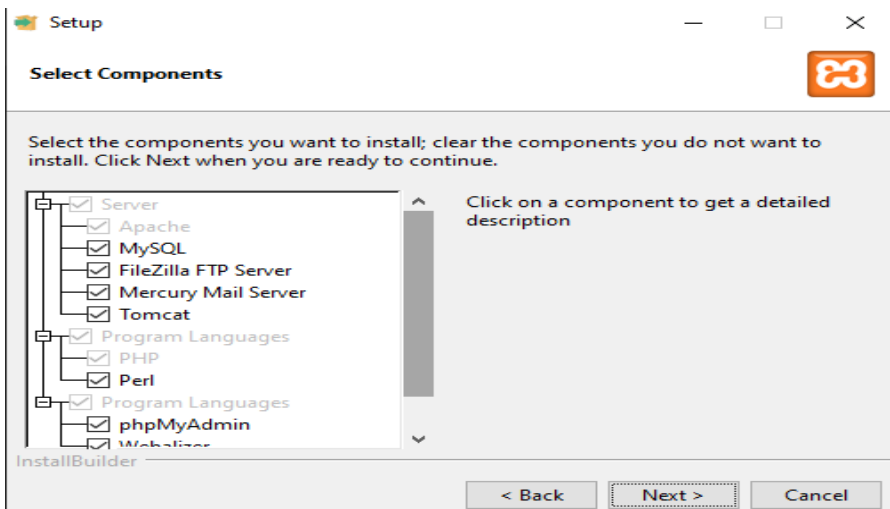 Setup
Select Components
Select the components you want to install; clear the components you do not want to
install. Click Next when you are ready to continue.
Server
Apache
MySQL
FileZilla FTP Server
Mercury Mail Server
Tomcat
Program Languages
PHP
Perl
Program Languages
phpMyAdmin
Webalizer
Click on a component to get a detailed
description
InstallBuilder
< Back
Next >
Cancel